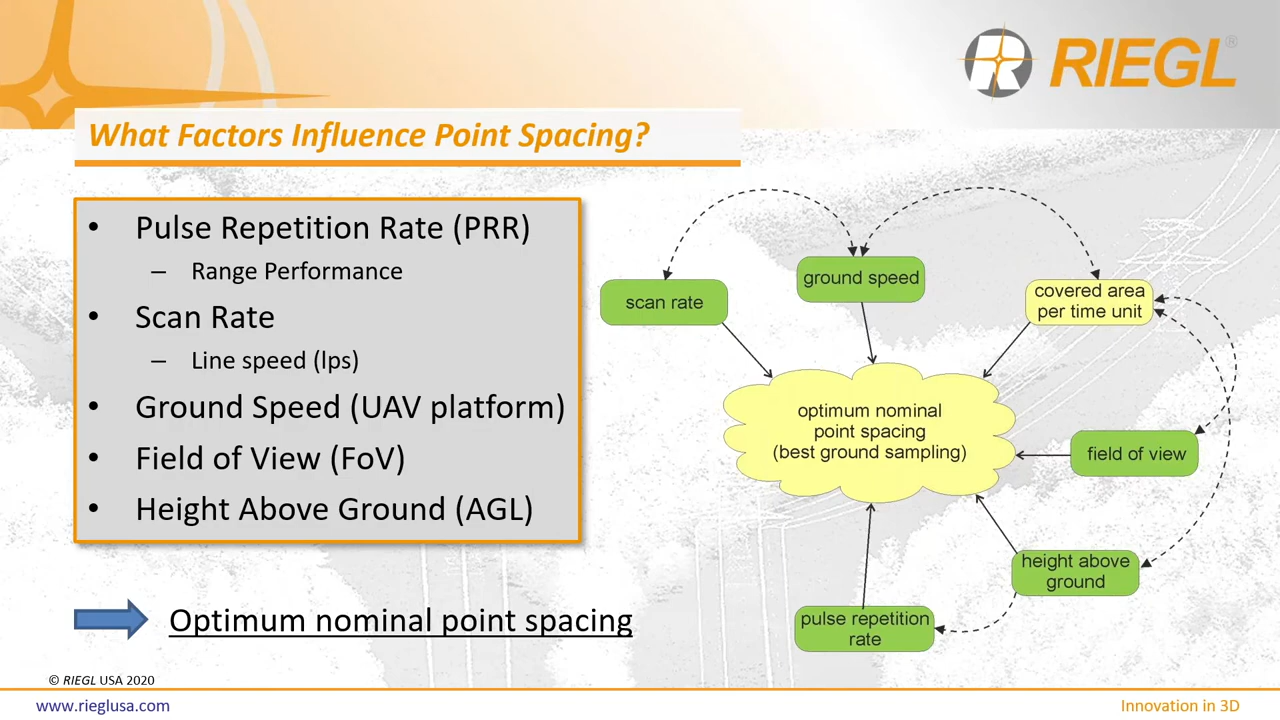 RIEGL®
What Factors Influence Point Spacing?
• Pulse Repetition Rate (PRR)
– Range Performance
• Scan Rate
– Line speed (lps)
• Ground Speed (UAV platform)
• Field of View (FoV)
• Height Above Ground (AGL)
Optimum nominal point spacing
scan rate
ground speed
covered area
per time unit
optimum nominal
point spacing
(best ground sampling)
field of view
height above
ground
pulse repetition
rate
© RIEGL USA 2020
www.rieglusa.com
Innovation in 3D